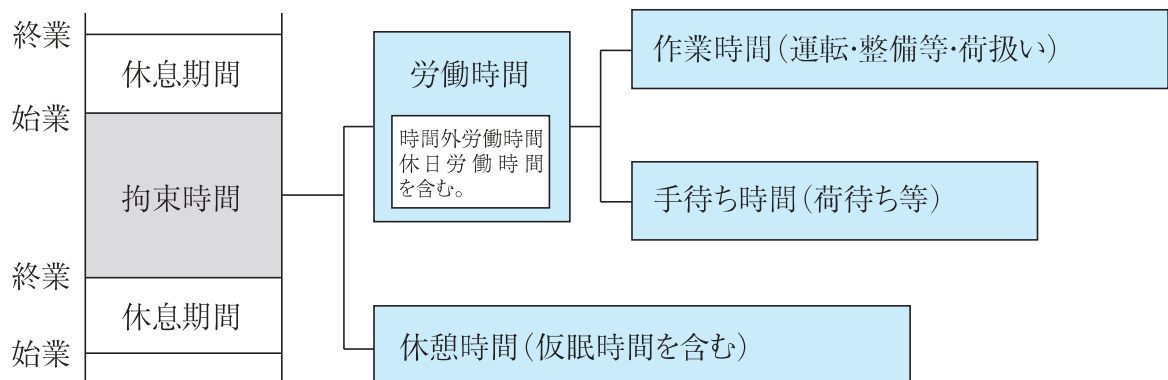 終業
休息期間
始業
拘束時間
終業
休息期間
始業
労働時間
時間外労働時間
休日労働時間
を含む。
作業時間（運転・整備等・荷扱い）
手待ち時間（荷待ち等）
休憩時間（仮眠時間を含む）